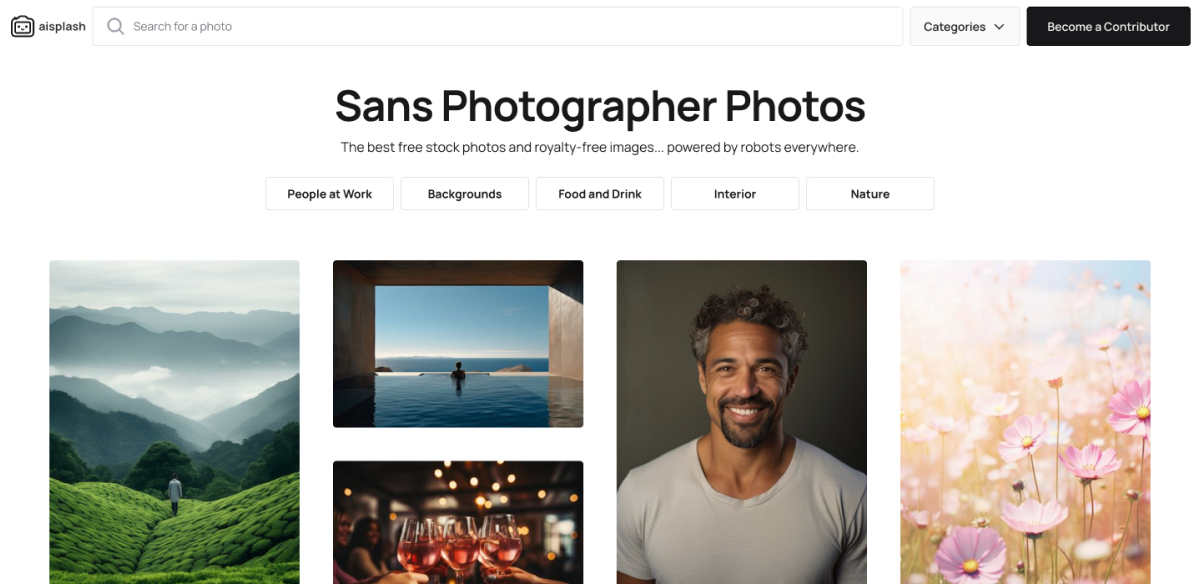 aisplash
Search for a photo
Categories
Become a Contributor
Sans Photographer Photos
The best free stock photos and royalty-free images... powered by robots everywhere.
People at Work
Backgrounds
Food and Drink
Interior
Nature